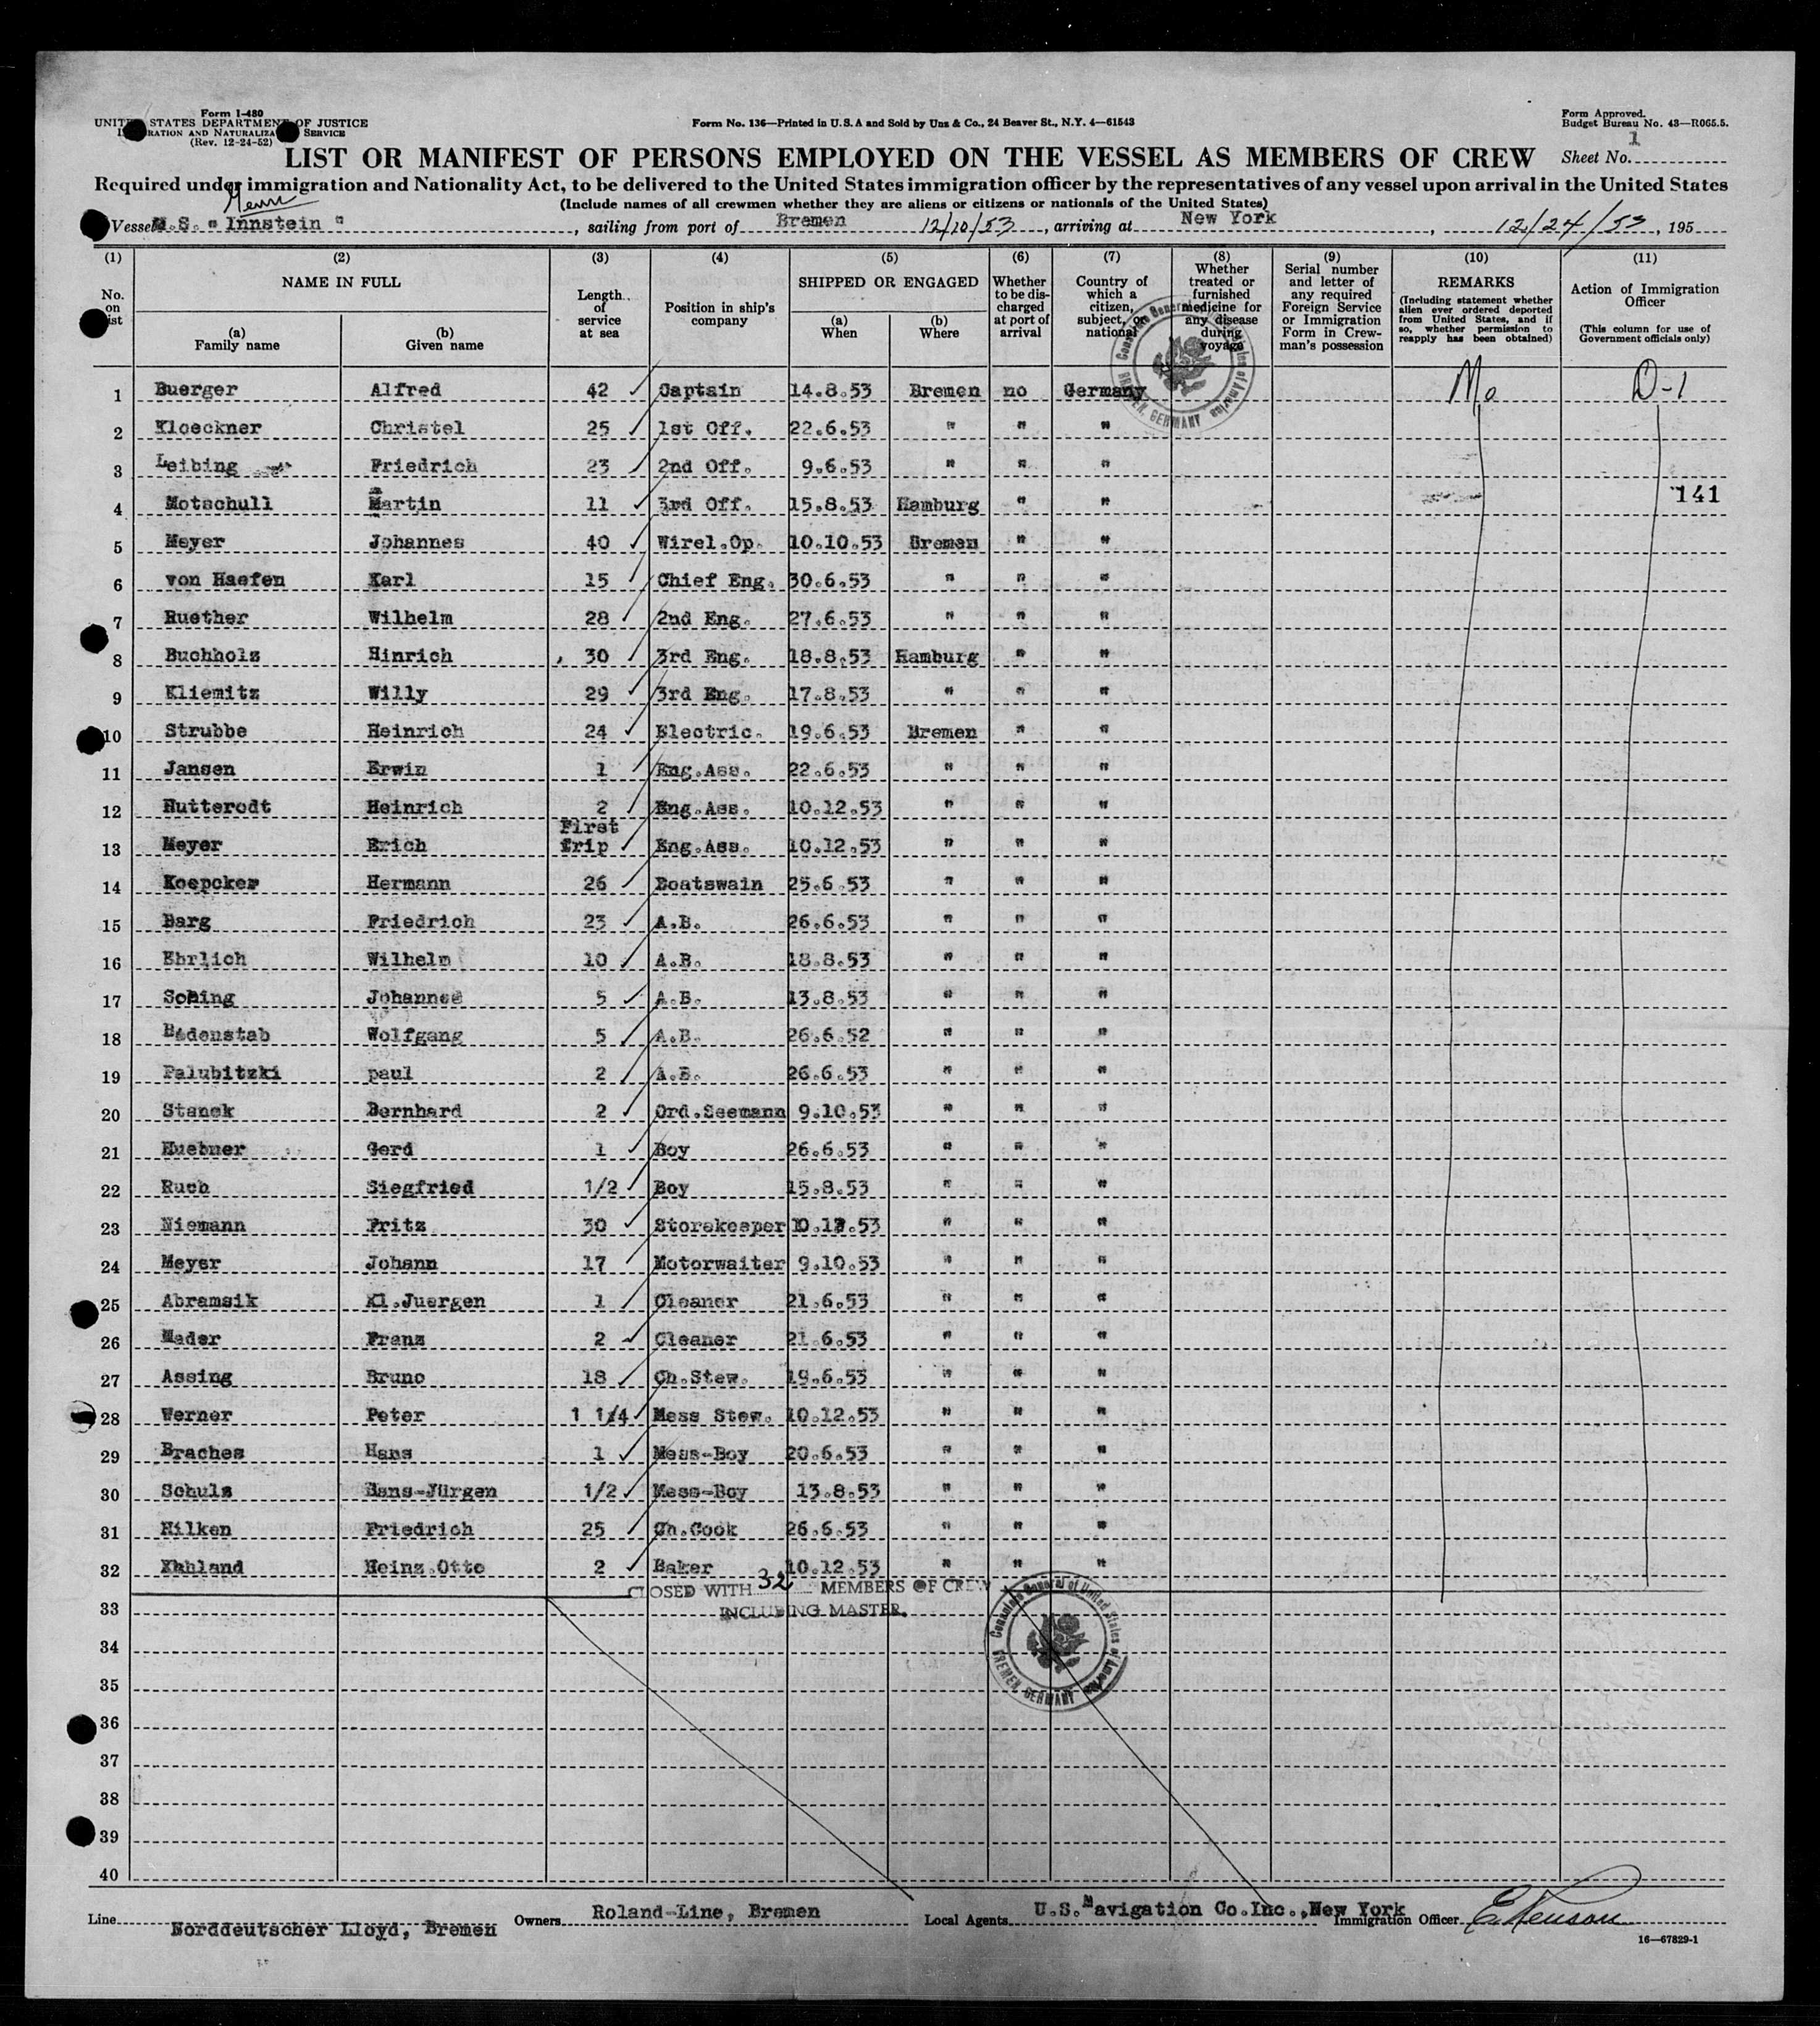 Form I-480
UNITED STATES DEPARTMENT OF JUSTICE
IMMIGRATION AND NATURALIZATION SERVICE
(Rev. 12-24-52)
Form No. 136—Printed in U.S.A and Sold by Unz & Co., 24 Beaver St., N.Y. 4—61543
Form Approved.
Budget Bureau No. 43—R065.5.
LIST OR MANIFEST OF PERSONS EMPLOYED ON THE VESSEL AS MEMBERS OF CREW
Sheet No. 1
Required under immigration and Nationality Act, to be delivered to the United States immigration officer by the representatives of any vessel upon arrival in the United States
(Include names of all crewmen whether they are aliens or citizens or nationals of the United States)
Vessel M.S. " Innstein ", sailing from port of Bremen 12/10/53, arriving at New York, 12/24/53, 195
(1) No. on list
(2) NAME IN FULL (a) Family name (b) Given name
(3) Length of service at sea
(4) Position in ship's company
(5) SHIPPED OR ENGAGED (a) When (b) Where
(6) Whether to be discharged at port of arrival
(7) Country of which a citizen, subject, or national
(8) Whether treated or furnished medicine for any disease during voyage
(9) Serial number and letter of any required Foreign Service or Immigration Form in Crewman's possession
(10) REMARKS (Including statement whether alien ever ordered deported from United States, and if so, whether permission to reapply has been obtained)
(11) Action of Immigration Officer (This column for use of Government officials only)
1 Buerger Alfred 42 Captain 14.8.53 Bremen no Germany D-1
2 Kloeckner Christel 25 1st Off. 22.6.53 " " "
3 Leibing Friedrich 23 2nd Off. 9.6.53 " " "
4 Motschull Martin 11 3rd Off. 15.8.53 Hamburg " " 141
5 Meyer Johannes 40 Wirel.Op. 10.10.53 Bremen " "
6 von Haefen Karl 15 Chief Eng. 30.6.53 " " "
7 Ruether Wilhelm 28 2nd Eng. 27.6.53 " " "
8 Buchholz Hinrich 30 3rd Eng. 18.8.53 Hamburg " "
9 Kliemitz Willy 29 3rd Eng. 17.8.53 " " "
10 Strubbe Heinrich 24 Electric. 19.6.53 Bremen " "
11 Jansen Erwin 1 Eng.Ass. 22.6.53 " " "
12 Hutterodt Heinrich 2 Eng.Ass. 10.12.53 " " "
13 Meyer Erich First trip Eng.Ass. 10.12.53 " " "
14 Koepcker Hermann 26 Boatswain 25.6.53 " " "
15 Barg Friedrich 23 A.B. 26.6.53 " " "
16 Ehrlich Wilhelm 10 A.B. 18.8.53 " " "
17 Johannes 5 A.B. 13.8.53 " " "
18 Wolfgang 5 A.B. 26.6.52 " " "
19 Palubitzki paul 2 A.B. 26.6.53 " " "
20 Stanek Bernhard 2 Ord.Seemann 9.10.53 " " "
21 Huebner Gerd 1 Boy 26.6.53 " " "
22 Ruch Siegfried 1/2 Boy 15.8.53 " " "
23 Niemann Fritz 30 Storekeeper " " "
24 Meyer Johann 17 Motorwaiter 9.10.53 " " "
25 Abramsik Kl.Juergen 1 Cleaner 21.6.53 " " "
26 Mader Franz 2 Cleaner 21.6.53 " " "
27 Assing Bruno 18 Ch.Stew. 19.6.53 " " "
28 Werner Peter 1 1/4 Mess Stew. 10.12.53 " " "
29 Braches Hans 1 Mess-Boy 20.6.53 " " "
30 Schulz Hans-Jürgen 1/2 Mess-Boy 13.8.53 " " "
31 Hilken Friedrich 25 Ch.Cook 26.6.53 " " "
32 Heinz.Otto 2 Baker 10.12.53 " " "
CLOSED WITH 32 MEMBERS OF CREW
INCLUDING MASTER.
33
34
35
36
37
38
39
40
Consulate General of United States of America
BREMEN, GERMANY
Line Norddeutscher Lloyd, Bremen Owners Roland-Line, Bremen Local Agents U.S.Navigation Co.Inc.,New York Immigration Officer
16—67829-1